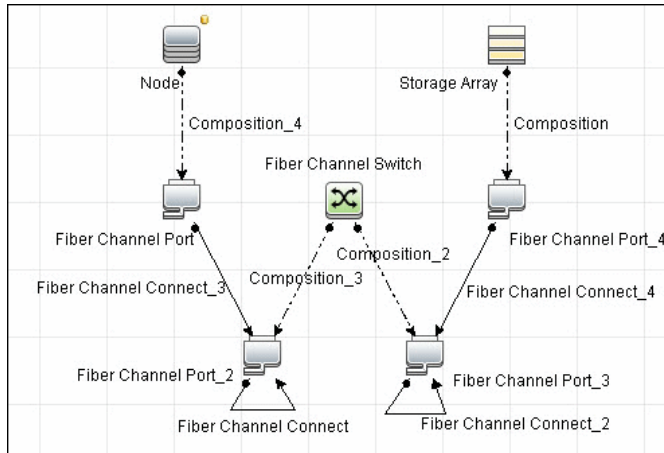 Node
Storage Array
Composition_4
Composition
Fiber Channel Switch
Fiber Channel Port
Fiber Channel Port_4
Composition_2
Composition_3
Fiber Channel Connect_3
Fiber Channel Connect_4
Fiber Channel Port_2
Fiber Channel Port_3
Fiber Channel Connect
Fiber Channel Connect_2